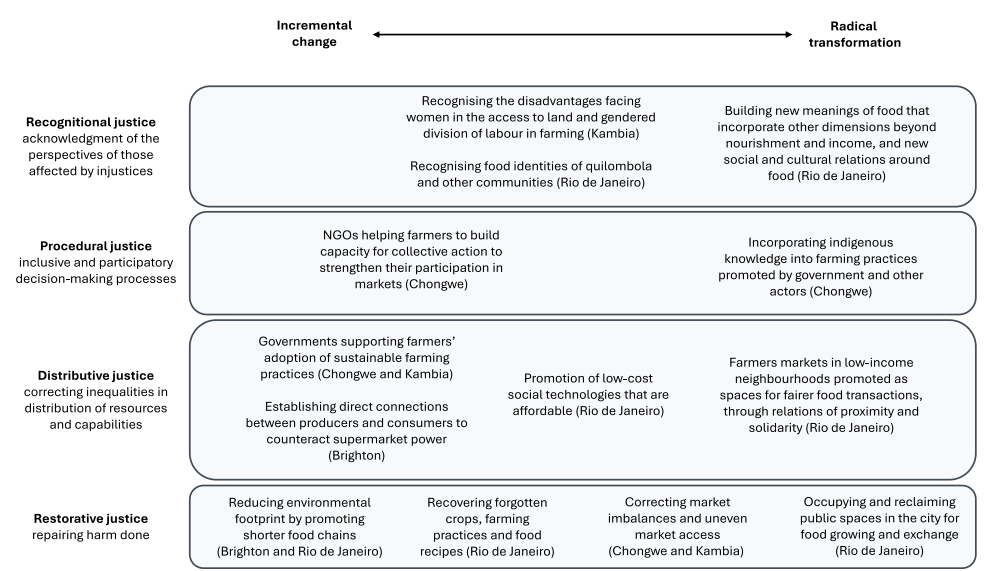 Incremental
change
Radical
transformation
Recognitional justice
acknowledgment of the
perspectives of those
affected by injustices
Recognising the disadvantages facing
women in the access to land and gendered
division of labour in farming (Kambia)
Recognising food identities of quilombola
and other communities (Rio de Janeiro)
Building new meanings of food that
incorporate other dimensions beyond
nourishment and income, and new
social and cultural relations around
food (Rio de Janeiro)
Procedural justice
inclusive and participatory
decision-making processes
NGOs helping farmers to build
capacity for collective action to
strengthen their participation in
markets (Chongwe)
Incorporating indigenous
knowledge into farming practices
promoted by government and other
actors (Chongwe)
Distributive justice
correcting inequalities in
distribution of resources
and capabilities
Governments supporting farmers’
adoption of sustainable farming
practices (Chongwe and Kambia)
Establishing direct connections
between producers and consumers to
counteract supermarket power
(Brighton)
Promotion of low-cost
social technologies that are
affordable (Rio de Janeiro)
Farmers markets in low-income
neighbourhoods promoted as
spaces for fairer food transactions,
through relations of proximity and
solidarity (Rio de Janeiro)
Restorative justice
repairing harm done
Reducing environmental
footprint by promoting
shorter food chains
(Brighton and Rio de Janeiro)
Recovering forgotten
crops, farming
practices and food
recipes (Rio de Janeiro)
Correcting market
imbalances and uneven
market access
(Chongwe and Kambia)
Occupying and reclaiming
public spaces in the city for
food growing and exchange
(Rio de Janeiro)